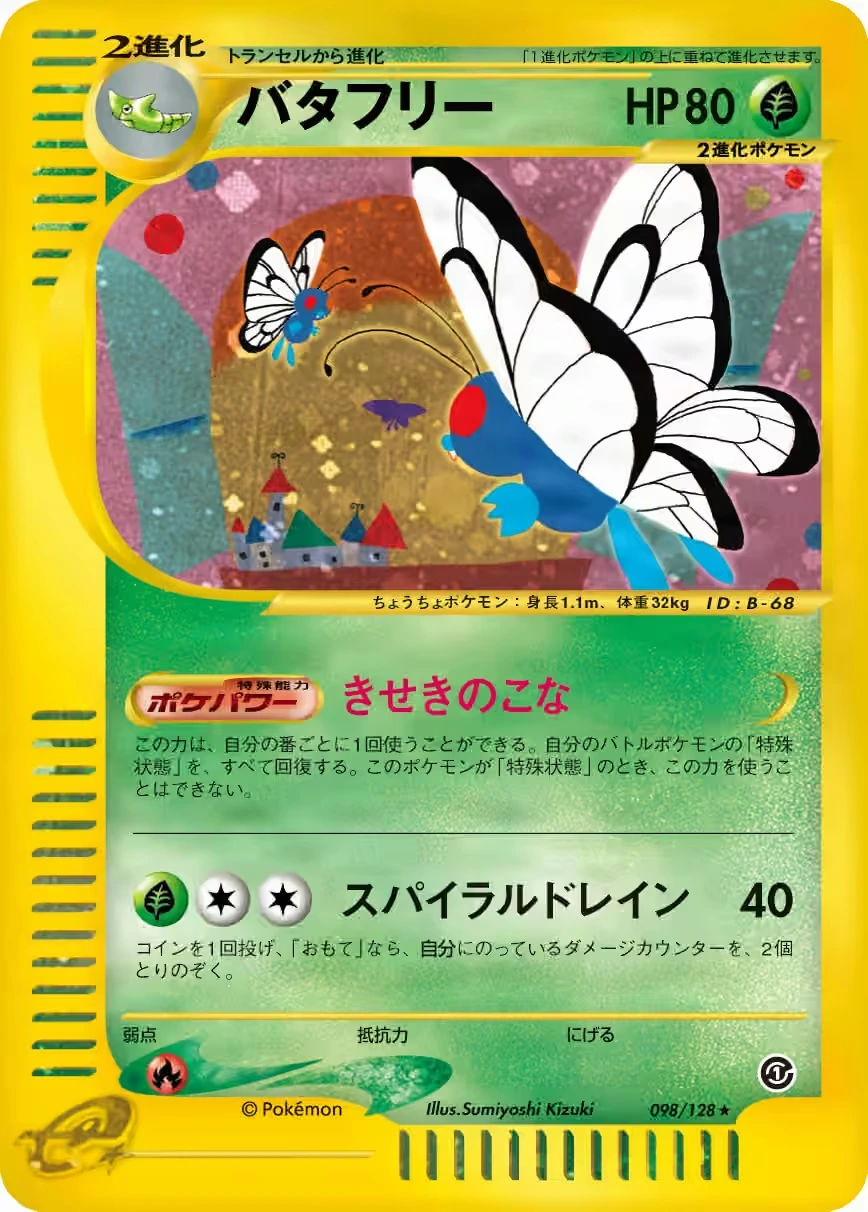 2進化
トランセルから進化
「1進化ポケモン」の上に重ねて進化させます。
バタフリー
HP80
2進化ポケモン
ちょうちょポケモン：身長1.1m、体重32kg ID：B-68
特殊能力
ポケパワー
きせきのこな
この力は、自分の番ごとに1回使うことができる。自分のバトルポケモンの「特殊
状態」を、すべて回復する。このポケモンが「特殊状態」のとき、この力を使うこ
とはできない。
スパイラルドレイン 40
コインを1回投げ、「おもて」なら、自分にのっているダメージカウンターを、2個
とりのぞく。
弱点 抵抗力 にげる
© Pokémon Illus.Sumiyoshi Kizuki 098/128★